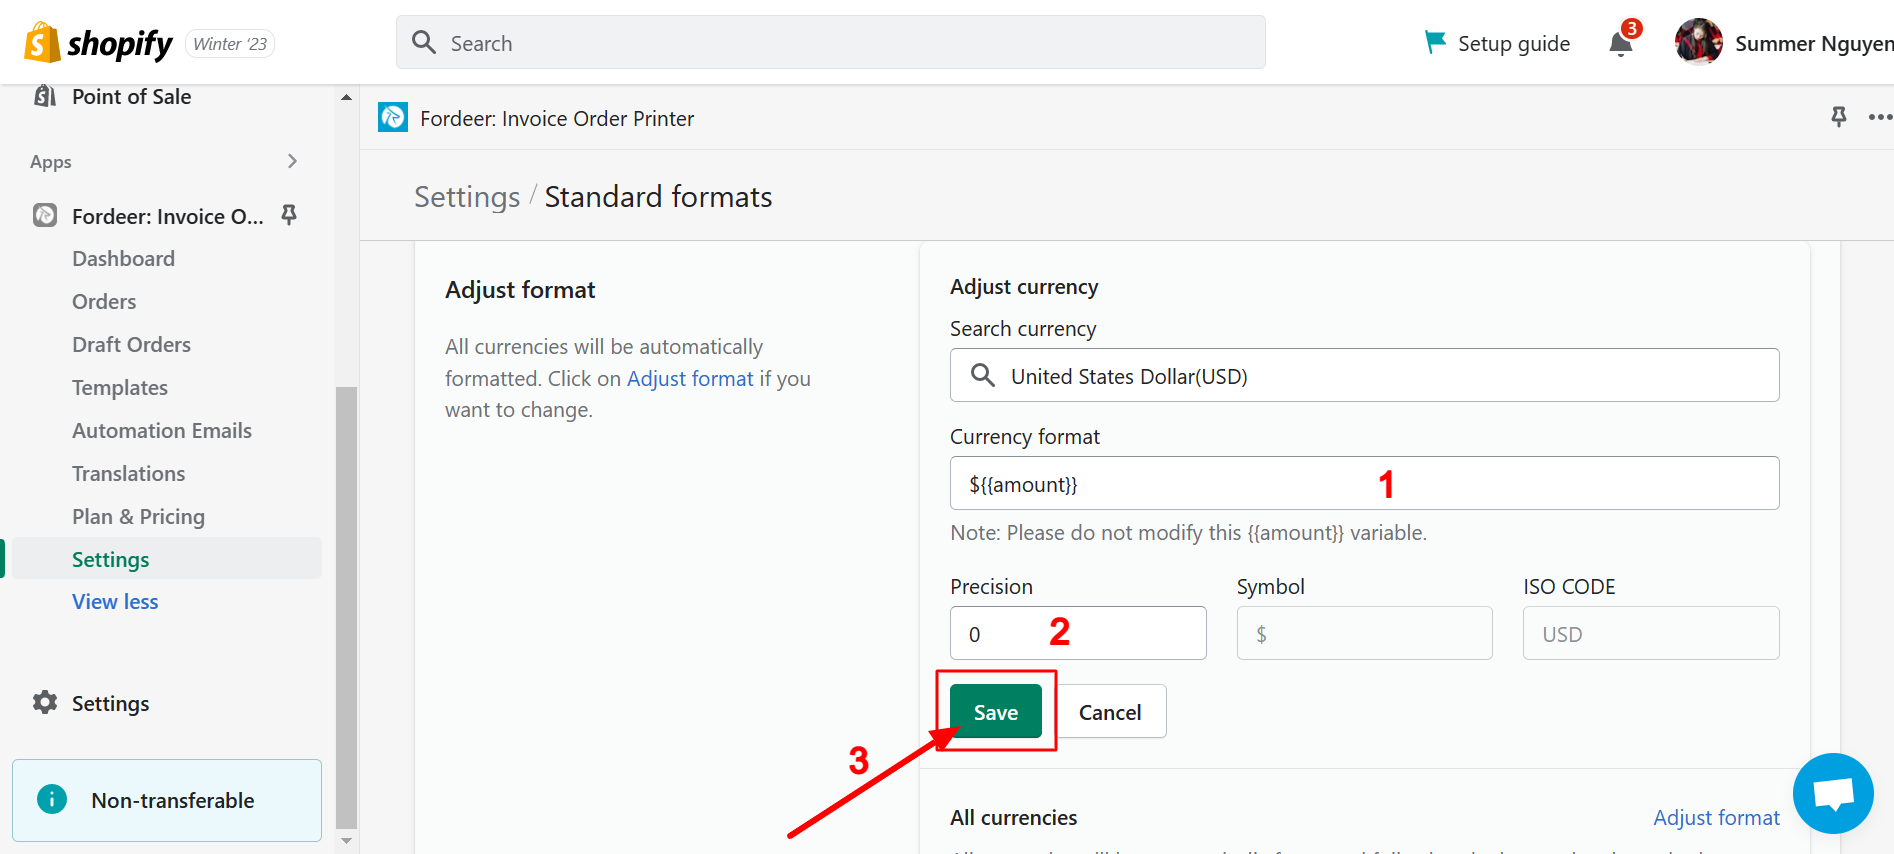 shopify
Winter ‘23
Search
Setup guide
3
Summer Nguyen
Point of Sale
Apps
Fordeer: Invoice O...
Dashboard
Orders
Draft Orders
Templates
Automation Emails
Translations
Plan & Pricing
Settings
View less
Settings
Non-transferable
Fordeer: Invoice Order Printer
Settings / Standard formats
Adjust format
All currencies will be automatically
formatted. Click on Adjust format if you
want to change.
Adjust currency
Search currency
United States Dollar(USD)
Currency format
${{amount}}
1
Note: Please do not modify this {{amount}} variable.
Precision
Symbol
ISO CODE
0
2
$
USD
Save
Cancel
3
All currencies
Adjust format